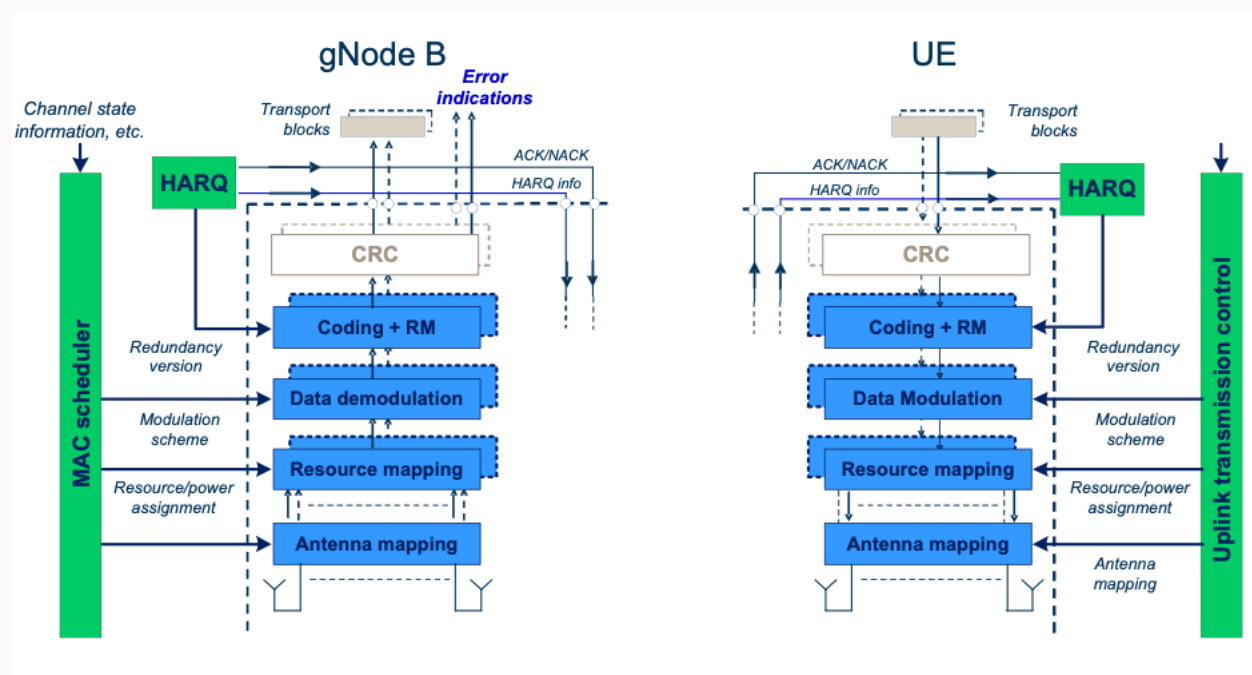 gNode B
UE
Error
indications
Channel state
information, etc.
Transport
blocks
Transport
blocks
ACK/NACK
ACK/NACK
HARQ
HARQ info
HARQ info
HARQ
CRC
CRC
Coding + RM
Coding + RM
Redundancy
version
Redundancy
version
Data demodulation
Data Modulation
Modulation
scheme
Modulation
scheme
MAC scheduler
Uplink transmission control
Resource mapping
Resource mapping
Resource/power
assignment
Resource/power
assignment
Antenna mapping
Antenna mapping
Antenna
mapping